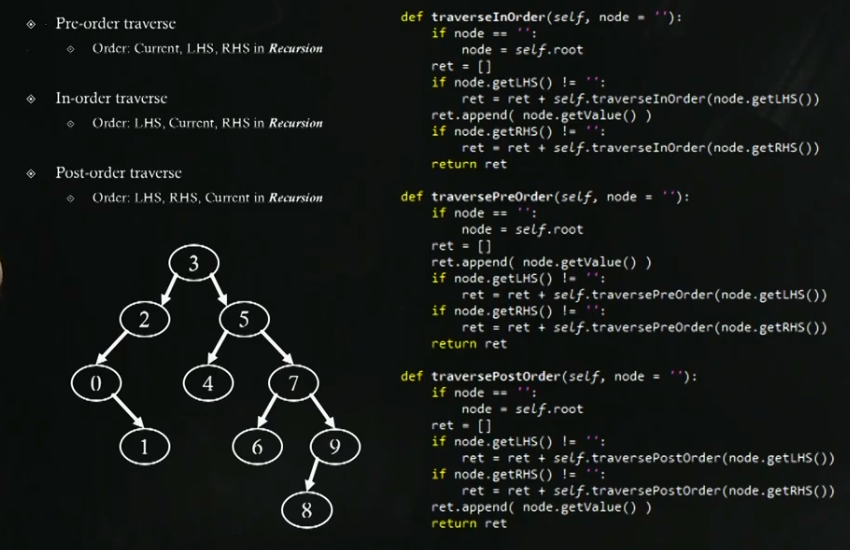 Pre-order traverse
Order: Current, LHS, RHS in Recursion
In-order traverse
Order: LHS, Current, RHS in Recursion
Post-order traverse
Order: LHS, RHS, Current in Recursion
3
2
5
0
4
7
1
6
9
8
def traverseInOrder(self, node = ''):
    if node == '':
        node = self.root
    ret = []
    if node.getLHS() != '':
        ret = ret + self.traverseInOrder(node.getLHS())
    ret.append( node.getValue() )
    if node.getRHS() != '':
        ret = ret + self.traverseInOrder(node.getRHS())
    return ret
def traversePreOrder(self, node = ''):
    if node == '':
        node = self.root
    ret = []
    ret.append( node.getValue() )
    if node.getLHS() != '':
        ret = ret + self.traversePreOrder(node.getLHS())
    if node.getRHS() != '':
        ret = ret + self.traversePreOrder(node.getRHS())
    return ret
def traversePostOrder(self, node = ''):
    if node == '':
        node = self.root
    ret = []
    if node.getLHS() != '':
        ret = ret + self.traversePostOrder(node.getLHS())
    if node.getRHS() != '':
        ret = ret + self.traversePostOrder(node.getRHS())
    ret.append( node.getValue() )
    return ret